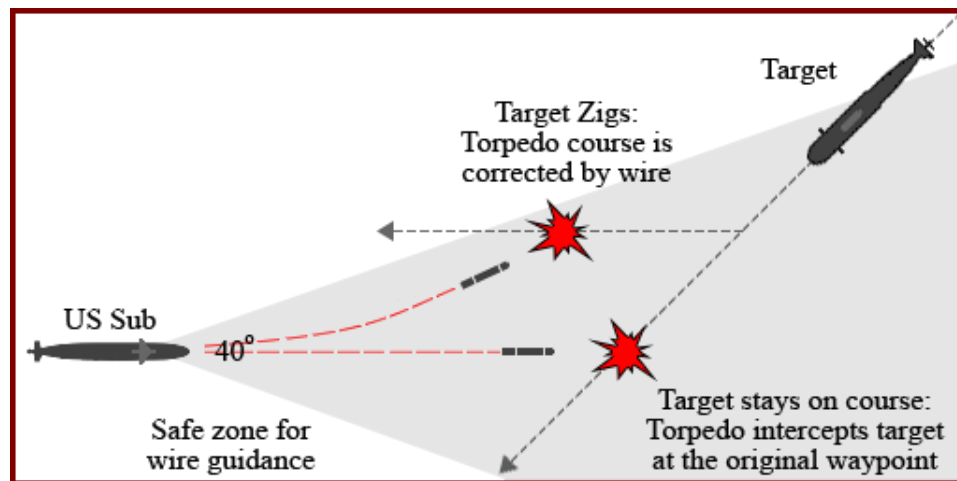 Target
Target Zigs:
Torpedo course is
corrected by wire
US Sub
40°
Safe zone for
wire guidance
Target stays on course:
Torpedo intercepts target
at the original waypoint